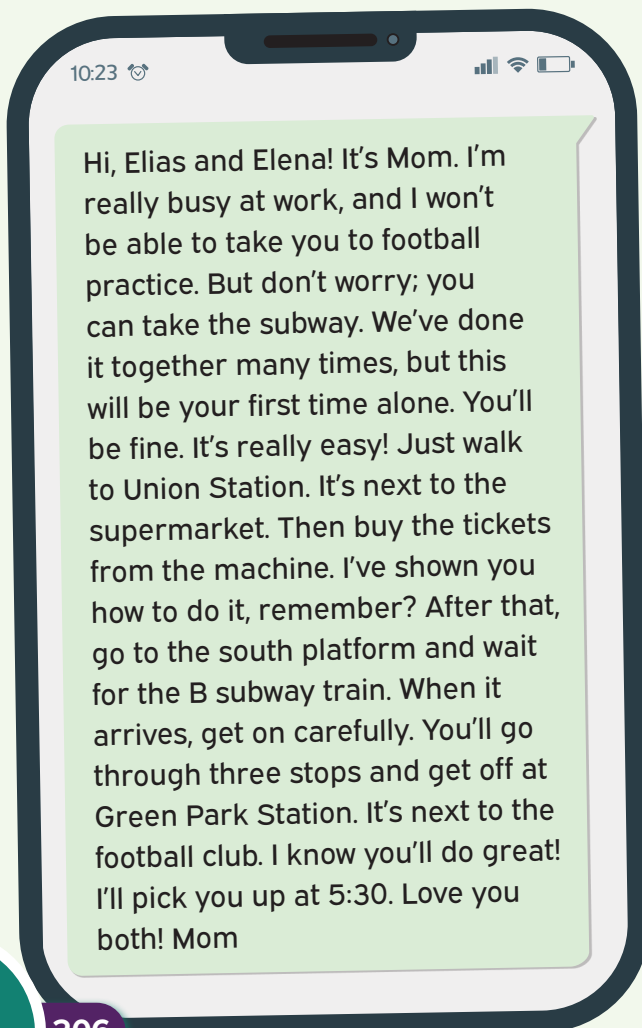 10:23
Hi, Elias and Elena! It's Mom. I'm
really busy at work, and I won't
be able to take you to football
practice. But don't worry; you
can take the subway. We've done
it together many times, but this
will be your first time alone. You'll
be fine. It's really easy! Just walk
to Union Station. It's next to the
supermarket. Then buy the tickets
from the machine. I've shown you
how to do it, remember? After that,
go to the south platform and wait
for the B subway train. When it
arrives, get on carefully. You'll go
through three stops and get off at
Green Park Station. It's next to the
football club. I know you'll do great!
I'll pick you up at 5:30. Love you
both! Mom